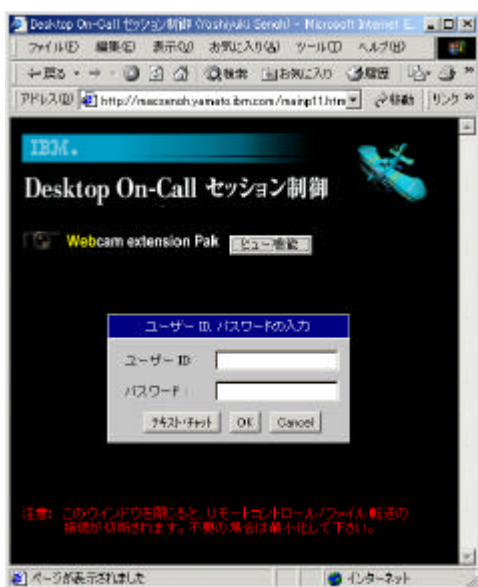 Desktop On-Call セッション制御 (Yoshiyuki Senoh) - Microsoft Internet E...
ファイル(F) 編集(E) 表示(V) お気に入り(A) ツール(T) ヘルプ(H)
戻る 検索 お気に入り 履歴
アドレス(D) http://macsenoh.yamato.ibm.com/mainp11.htm 移動 リンク
IBM
Desktop On-Call セッション制御
Webcam extension Pak ビュー機能
ユーザー ID, パスワードの入力
ユーザー ID:
パスワード:
テキスト・チャット OK Cancel
注意: このウインドウを閉じると、リモートコントロール/ファイル転送の
接続が切断されます。不要の場合は最小化して下さい。
ページが表示されました インターネット